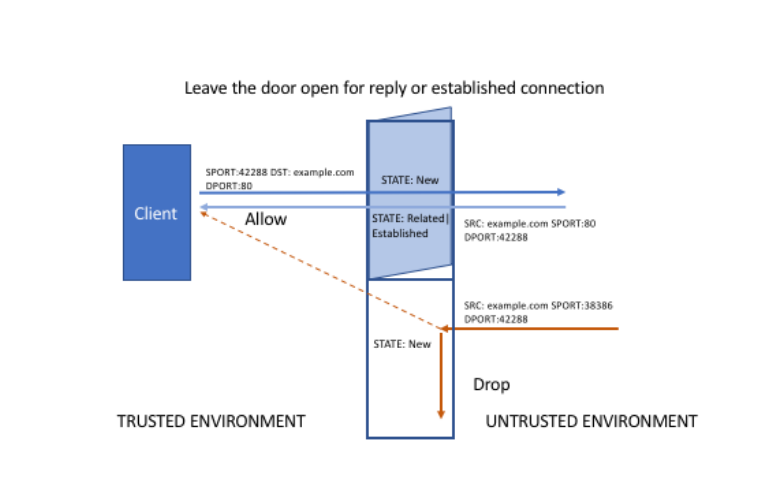 Leave the door open for reply or established connection
SPORT:42288 DST: example.com
DPORT:80
STATE: New
Client
Allow
STATE: Related|
Established
SRC: example.com SPORT:80
DPORT:42288
SRC: example.com SPORT:38386
DPORT:42288
STATE: New
Drop
TRUSTED ENVIRONMENT
UNTRUSTED ENVIRONMENT